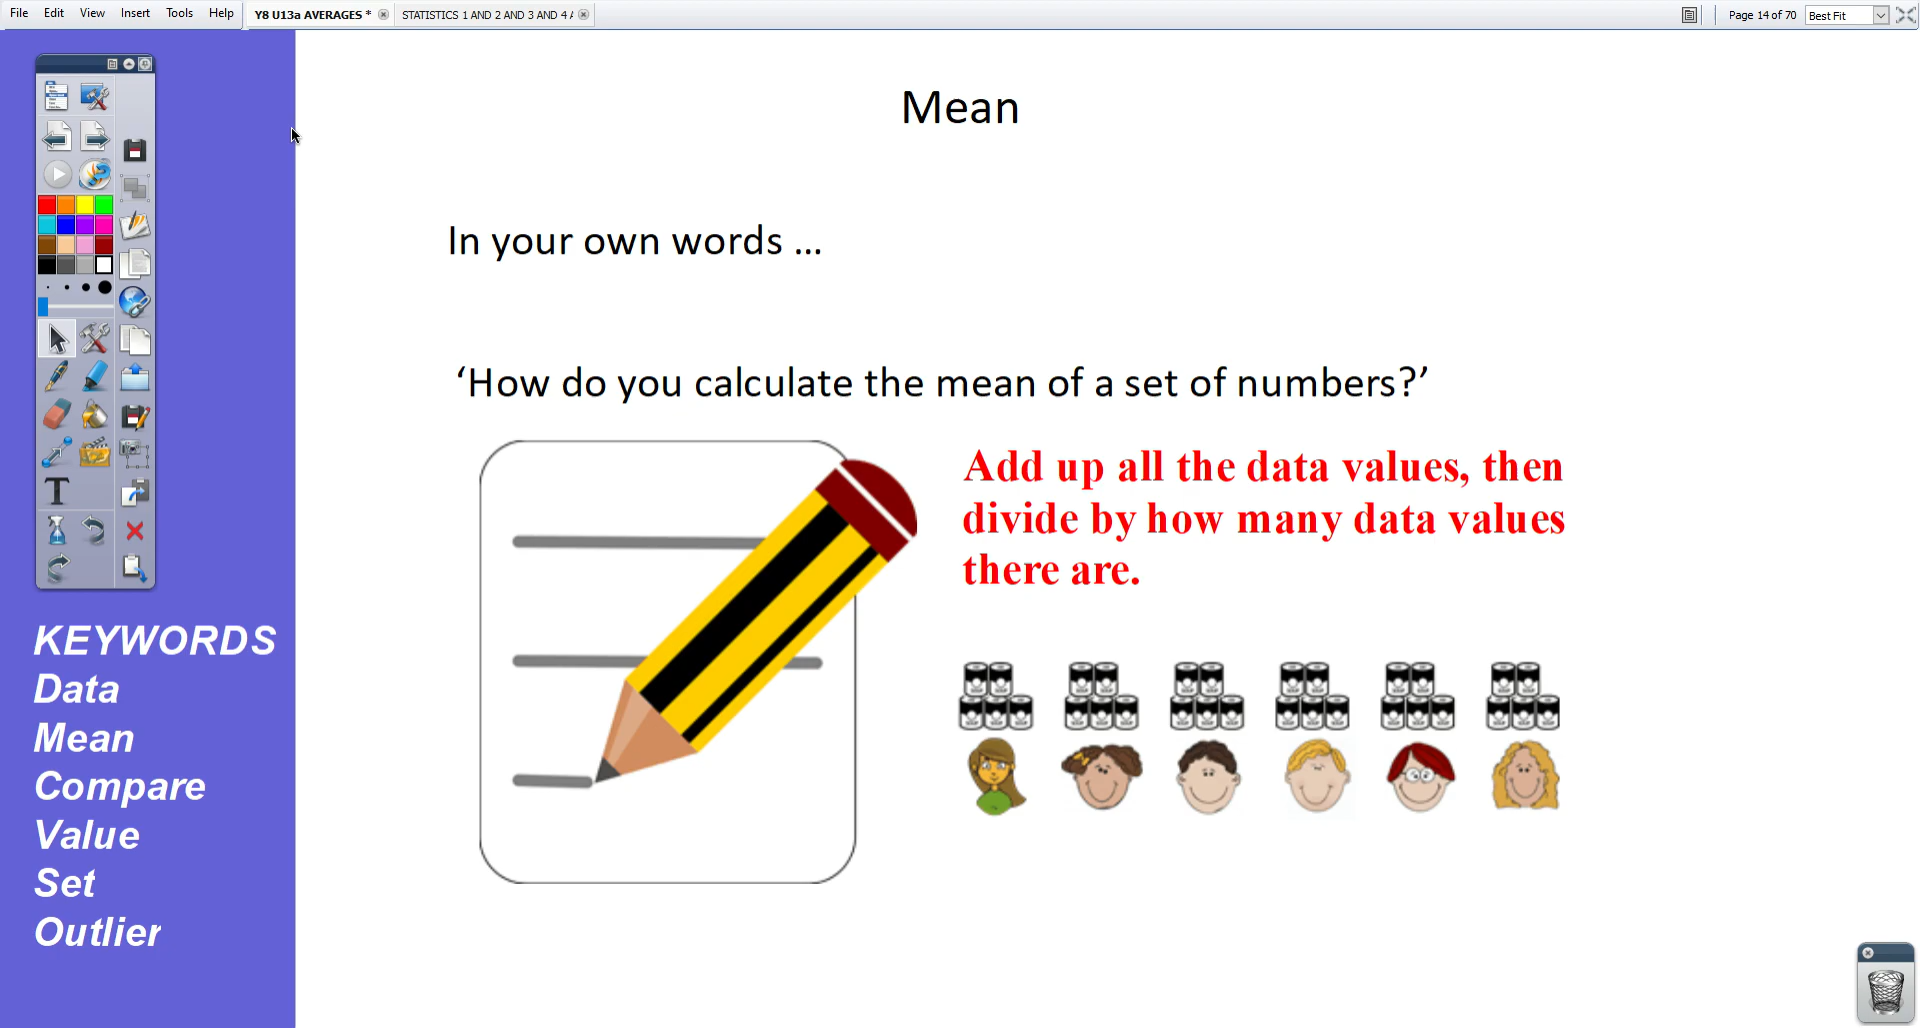 File Edit View Insert Tools Help
Y8 U13a AVERAGES *
STATISTICS 1 AND 2 AND 3 AND 4
Page 14 of 70
Best Fit
Mean
In your own words ...
‘How do you calculate the mean of a set of numbers?’
Add up all the data values, then
divide by how many data values
there are.
T
KEYWORDS
Data
Mean
Compare
Value
Set
Outlier